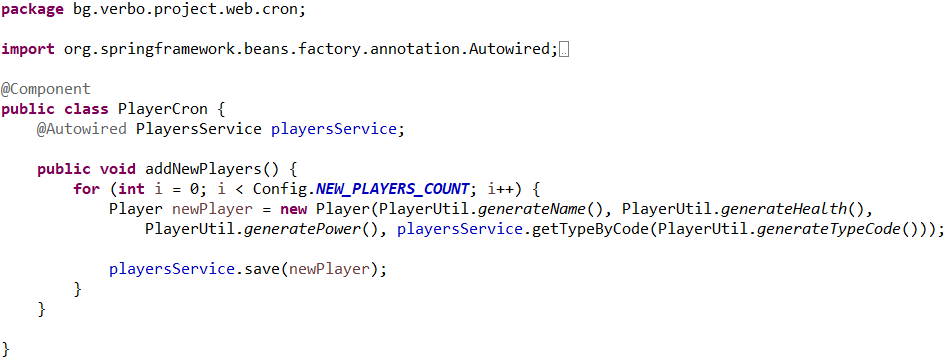 package bg.verbo.project.web.cron;
import org.springframework.beans.factory.annotation.Autowired;
@Component
public class PlayerCron {
@Autowired PlayersService playersService;
public void addNewPlayers() {
for (int i = 0; i < Config.NEW_PLAYERS_COUNT; i++) {
Player newPlayer = new Player(PlayerUtil.generateName(), PlayerUtil.generateHealth(),
PlayerUtil.generatePower(), playersService.getTypeByCode(PlayerUtil.generateTypeCode()));
playersService.save(newPlayer);
}
}
}